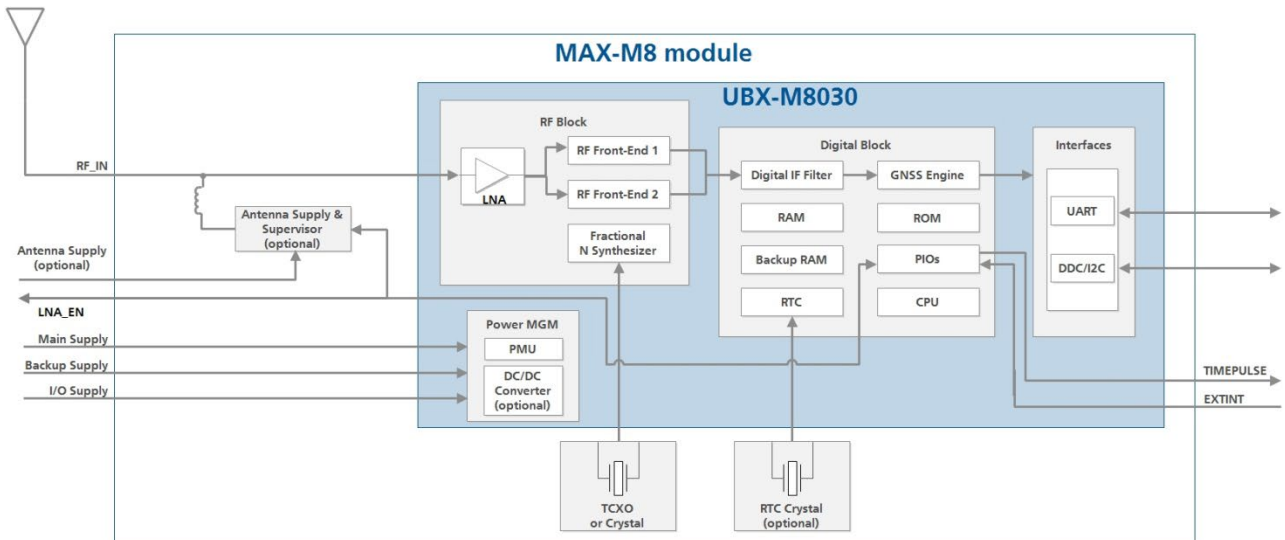 MAX-M8 module
UBX-M8030
RF Block
RF Front-End 1
RF Front-End 2
LNA
Fractional
N Synthesizer
Digital Block
Digital IF Filter
GNSS Engine
RAM
ROM
Backup RAM
PIOs
RTC
CPU
Interfaces
UART
DDC/I2C
RF_IN
Antenna Supply &
Supervisor
(optional)
Antenna Supply
(optional)
LNA_EN
Main Supply
Backup Supply
I/O Supply
Power MGM
PMU
DC/DC
Converter
(optional)
TIMEPULSE
EXTINT
TCXO
or Crystal
RTC Crystal
(optional)